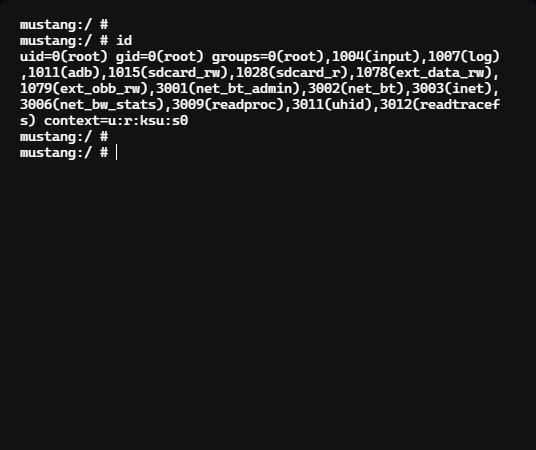 mustang:/ #
mustang:/ # id
uid=0(root) gid=0(root) groups=0(root),1004(input),1007(log)
,1011(adb),1015(sdcard_rw),1028(sdcard_r),1078(ext_data_rw),
1079(ext_obb_rw),3001(net_bt_admin),3002(net_bt),3003(inet),
3006(net_bw_stats),3009(readproc),3011(uhid),3012(readtracef
s) context=u:r:ksu:s0
mustang:/ #
mustang:/ #